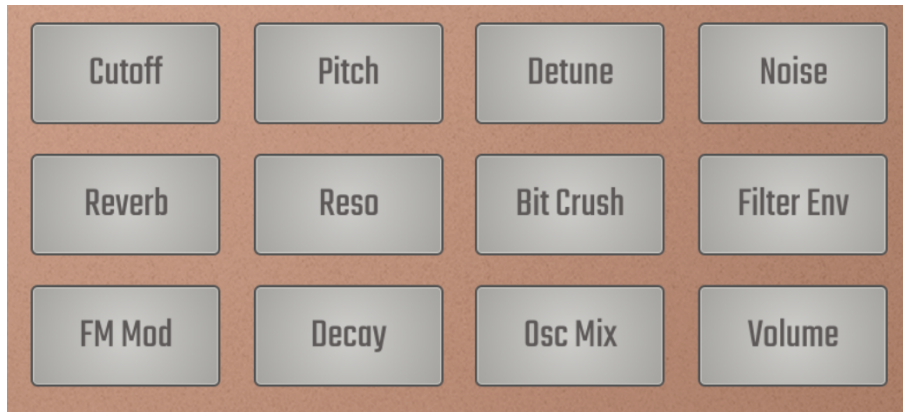 Cutoff Pitch Detune Noise
Reverb Reso Bit Crush Filter Env
FM Mod Decay Osc Mix Volume